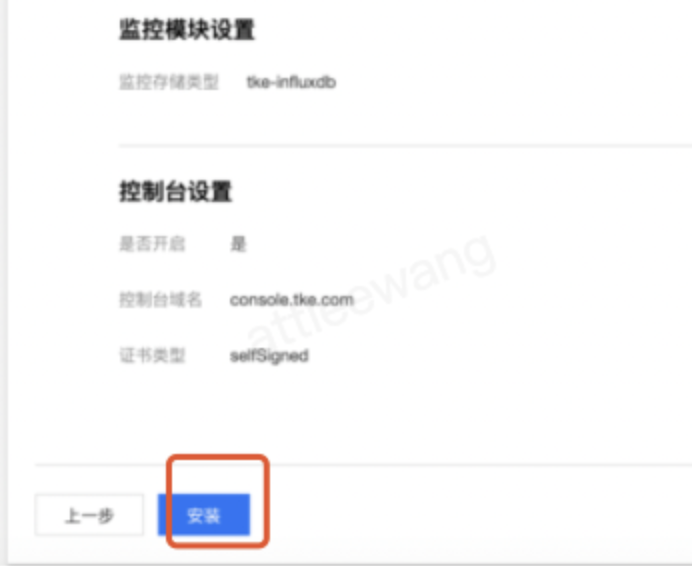 监控模块设置
监控存储类型 tke-influxdb
控制台设置
是否开启 是
控制台域名 console.tke.com
证书类型 selfSigned
attleewang
上一步 安装